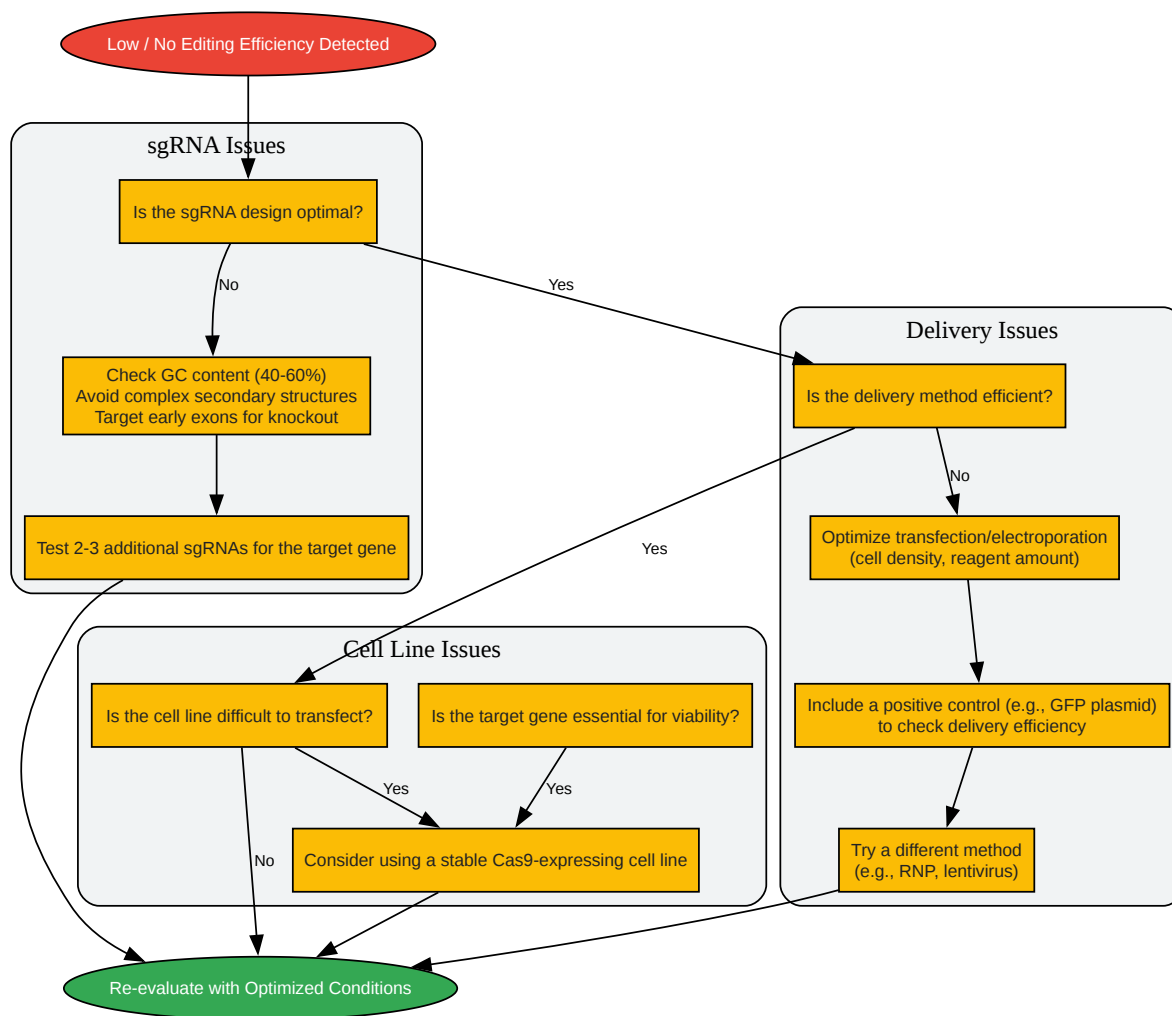 Low / No Editing Efficiency Detected
sgRNA Issues
Is the sgRNA design optimal?
No
Yes
Check GC content (40-60%)
Avoid complex secondary structures
Target early exons for knockout
Test 2-3 additional sgRNAs for the target gene
Delivery Issues
Is the delivery method efficient?
No
Yes
Optimize transfection/electroporation
(cell density, reagent amount)
Include a positive control (e.g., GFP plasmid)
to check delivery efficiency
Try a different method
(e.g., RNP, lentivirus)
Cell Line Issues
Is the cell line difficult to transfect?
Is the target gene essential for viability?
Yes
Yes
No
Consider using a stable Cas9-expressing cell line
Re-evaluate with Optimized Conditions